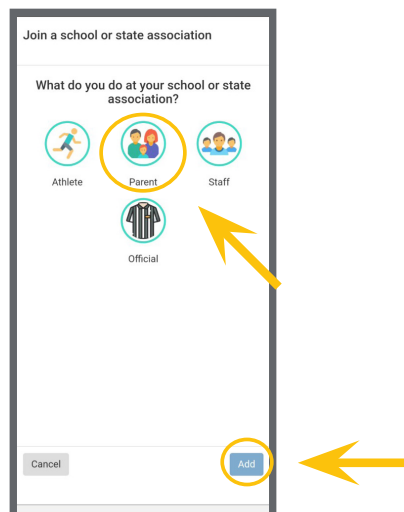 Join a school or state association
What do you do at your school or state
association?
Athlete
Parent
Staff
Official
Cancel
Add